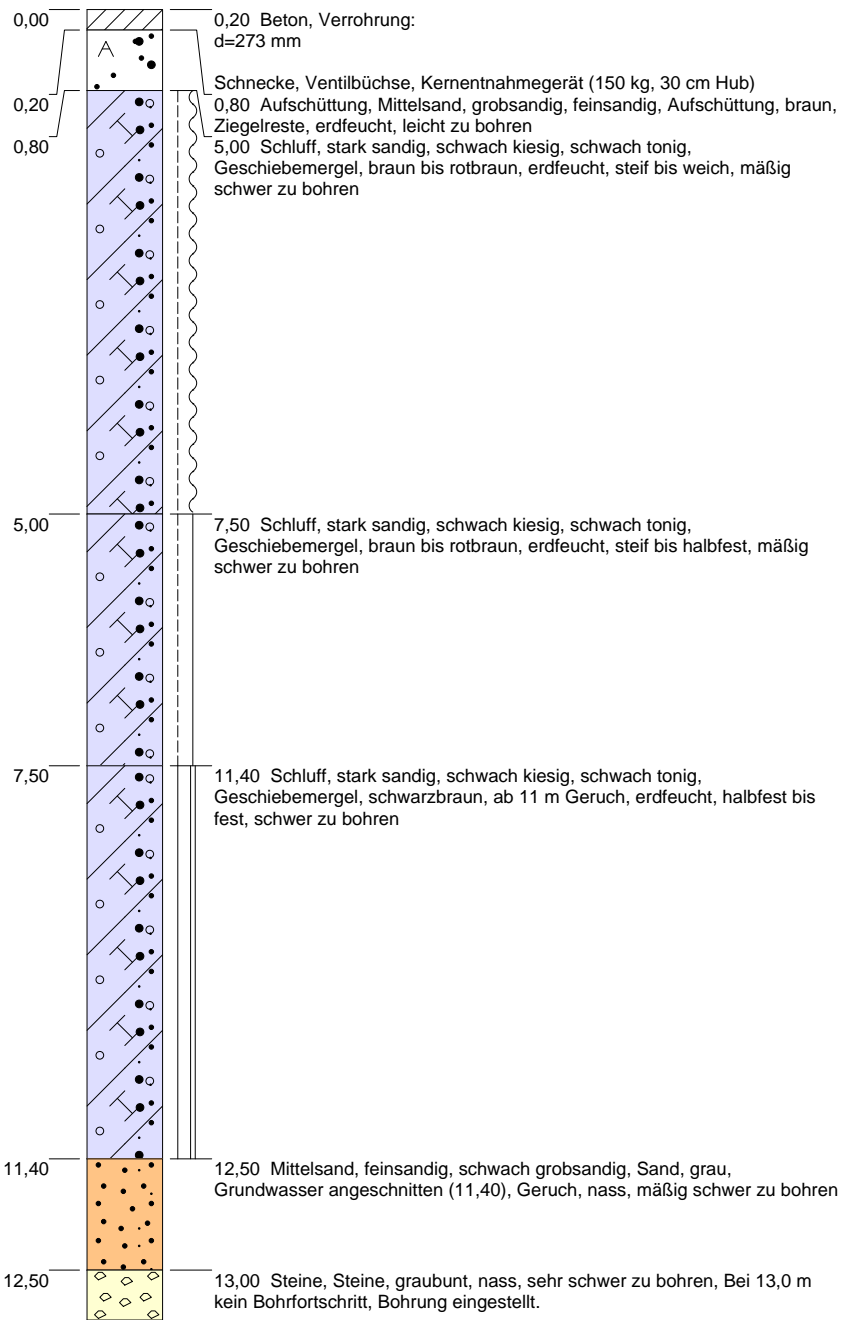 0,00
0,20 Beton, Verrohrung:
d=273 mm
A
Schnecke, Ventilbüchse, Kernentnahmegerät (150 kg, 30 cm Hub)
0,20
0,80 Aufschüttung, Mittelsand, grobsandig, feinsandig, Aufschüttung, braun,
Ziegelreste, erdfeucht, leicht zu bohren
0,80
5,00 Schluff, stark sandig, schwach kiesig, schwach tonig,
Geschiebemergel, braun bis rotbraun, erdfeucht, steif bis weich, mäßig
schwer zu bohren
5,00
7,50 Schluff, stark sandig, schwach kiesig, schwach tonig,
Geschiebemergel, braun bis rotbraun, erdfeucht, steif bis halbfest, mäßig
schwer zu bohren
7,50
11,40 Schluff, stark sandig, schwach kiesig, schwach tonig,
Geschiebemergel, schwarzbraun, ab 11 m Geruch, erdfeucht, halbfest bis
fest, schwer zu bohren
11,40
12,50 Mittelsand, feinsandig, schwach grobsandig, Sand, grau,
Grundwasser angeschnitten (11,40), Geruch, nass, mäßig schwer zu bohren
12,50
13,00 Steine, Steine, graubunt, nass, sehr schwer zu bohren, Bei 13,0 m
kein Bohrfortschritt, Bohrung eingestellt.